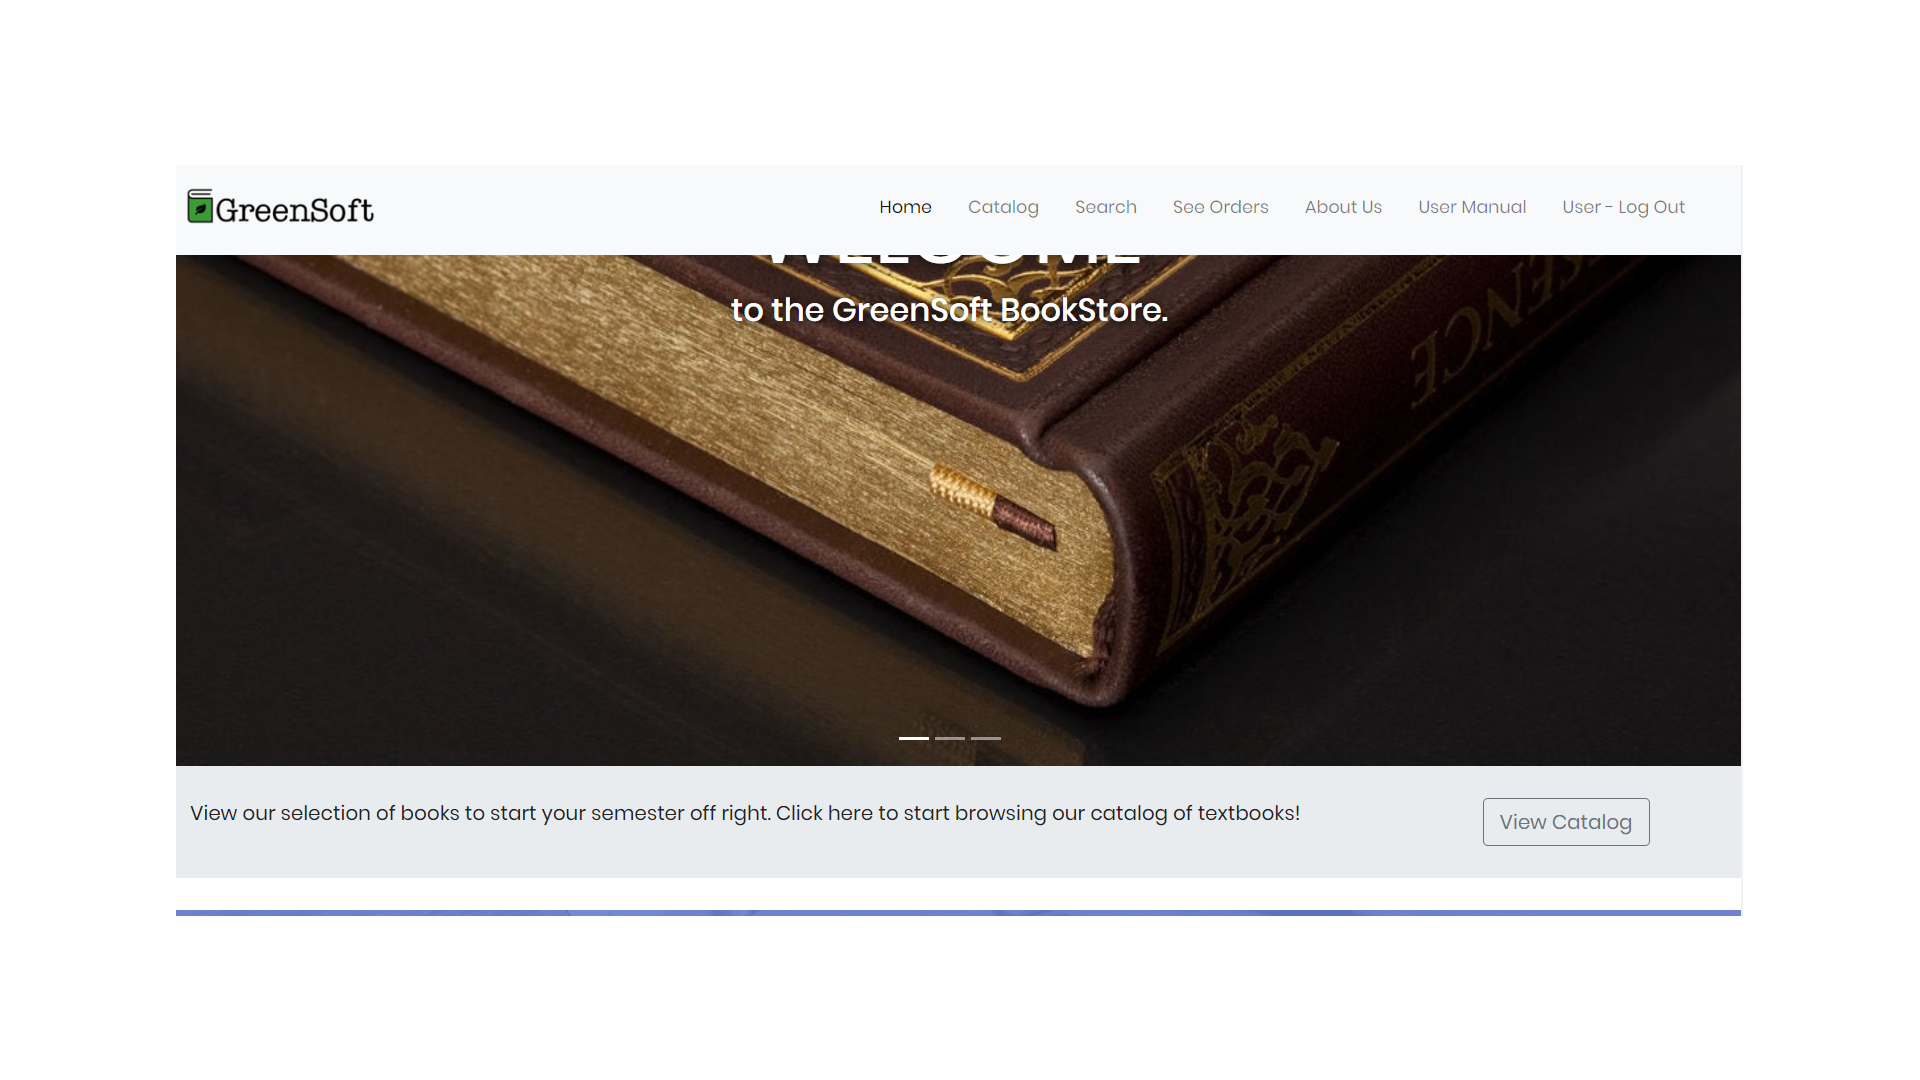 GreenSoft
Home Catalog Search See Orders About Us User Manual User - Log Out
WELCOME
to the GreenSoft BookStore.
View our selection of books to start your semester off right. Click here to start browsing our catalog of textbooks!
View Catalog